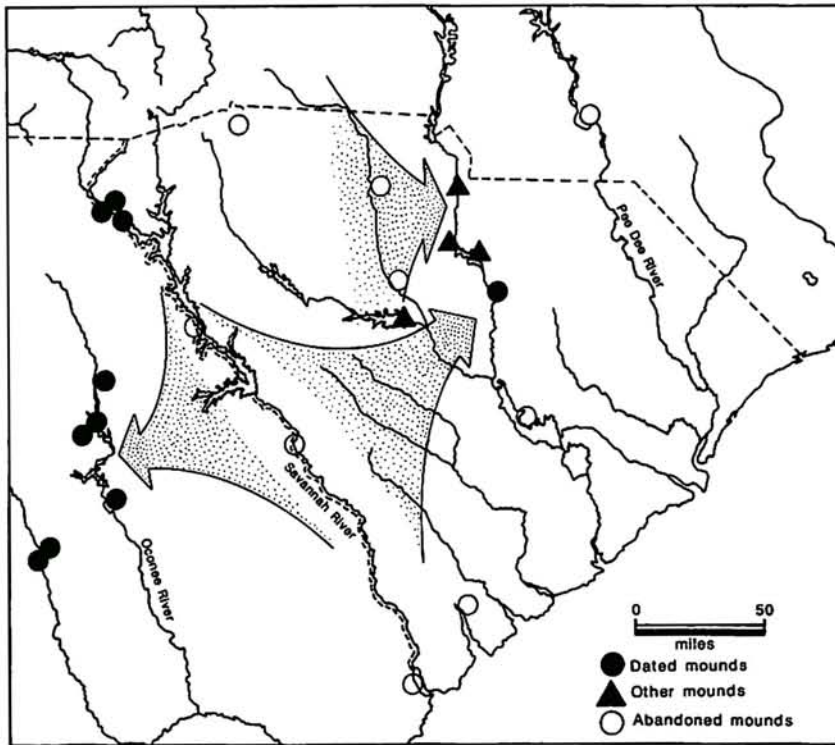 Pee Dee River
Savannah River
Oconee River
0 50
miles
Dated mounds
Other mounds
Abandoned mounds